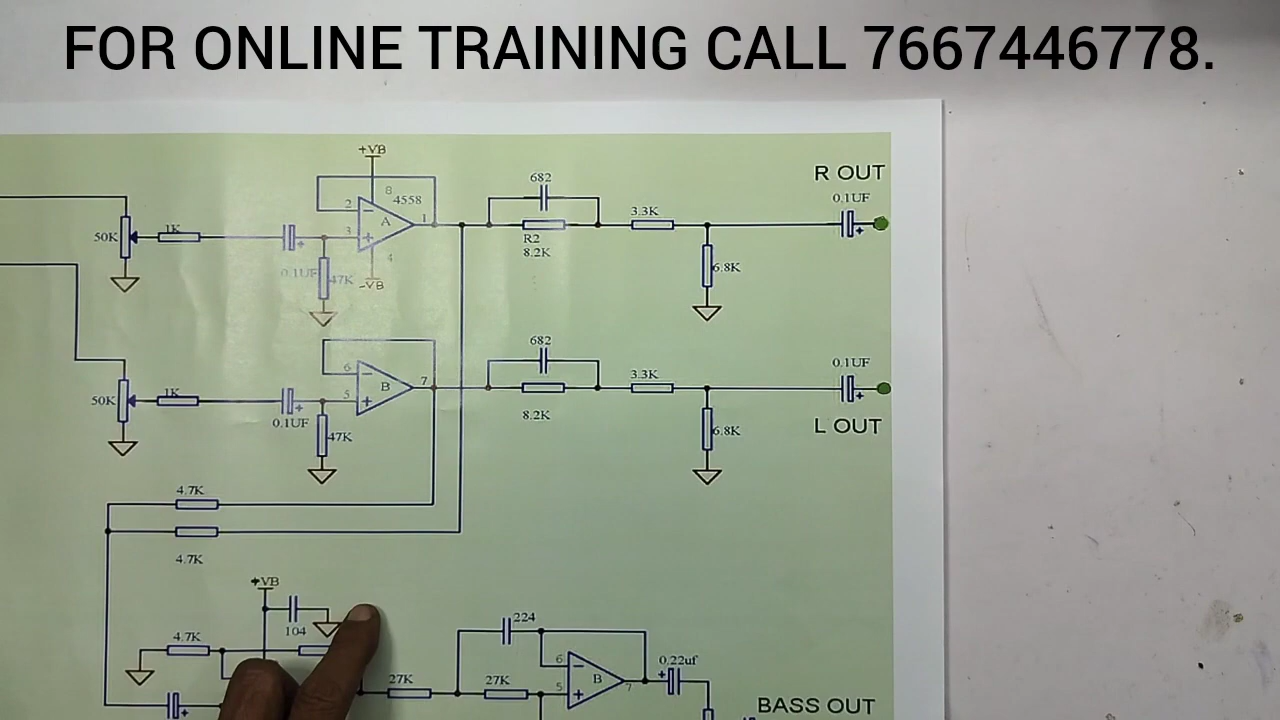 FOR ONLINE TRAINING CALL 7667446778.
+VB
R OUT
682
8
4558
0.1UF
2
3.3K
50K
1K
A
1
3
R2
8.2K
4
6.8K
0.1UF
47K
-VB
682
0.1UF
6
3.3K
50K
1K
B
7
5
8.2K
0.1UF
47K
6.8K
L OUT
4.7K
4.7K
+VB
104
224
4.7K
27K
27K
6
B
5
7
0.22uf
BASS OUT